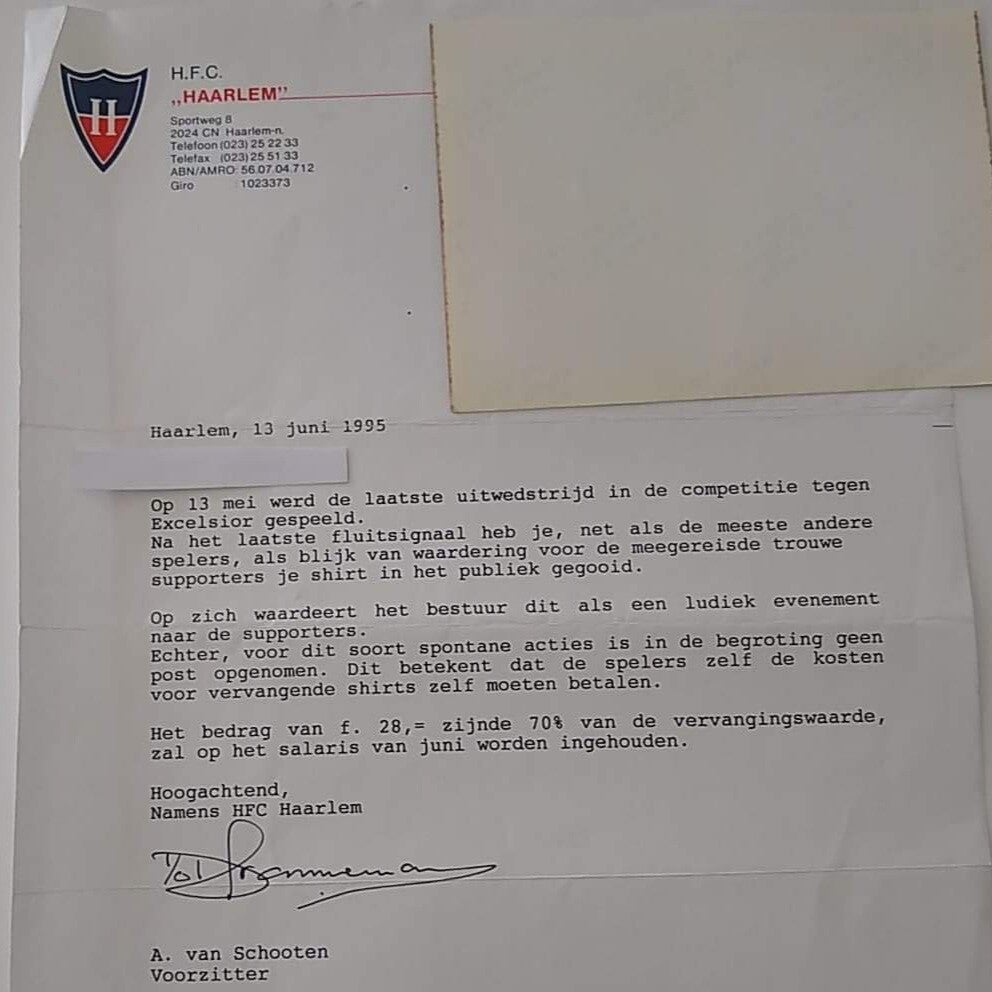 H
H.F.C.
„HAARLEM”
Sportweg 8
2024 CN Haarlem-n.
Telefoon (023) 25 22 33
Telefax (023) 25 51 33
ABN/AMRO: 56.07.04.712
Giro : 1023373
Haarlem, 13 juni 1995
Op 13 mei werd de laatste uitwedstrijd in de competitie tegen
Excelsior gespeeld.
Na het laatste fluitsignaal heb je, net als de meeste andere
spelers, als blijk van waardering voor de meegereisde trouwe
supporters je shirt in het publiek gegooid.
Op zich waardeert het bestuur dit als een ludiek evenement
naar de supporters.
Echter, voor dit soort spontane acties is in de begroting geen
post opgenomen. Dit betekent dat de spelers zelf de kosten
voor vervangende shirts zelf moeten betalen.
Het bedrag van f. 28,= zijnde 70% van de vervangingswaarde,
zal op het salaris van juni worden ingehouden.
Hoogachtend,
Namens HFC Haarlem
A. van Schooten
Voorzitter